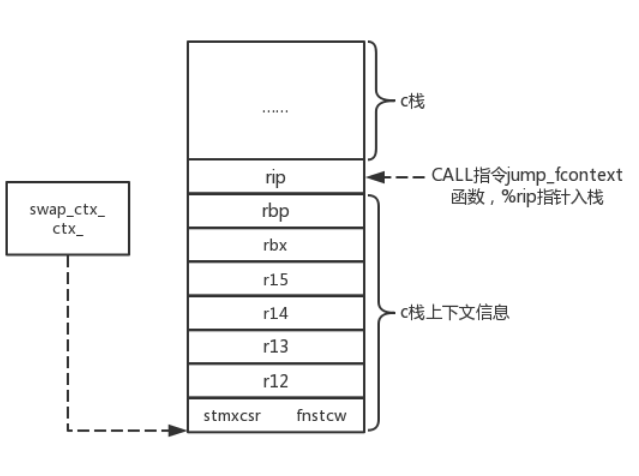 ……
c栈
rip
CALL指令jump_fcontext
函数，%rip指针入栈
swap_ctx_
ctx_
rbp
rbx
r15
r14
c栈上下文信息
r13
r12
stmxcsr fnstcw